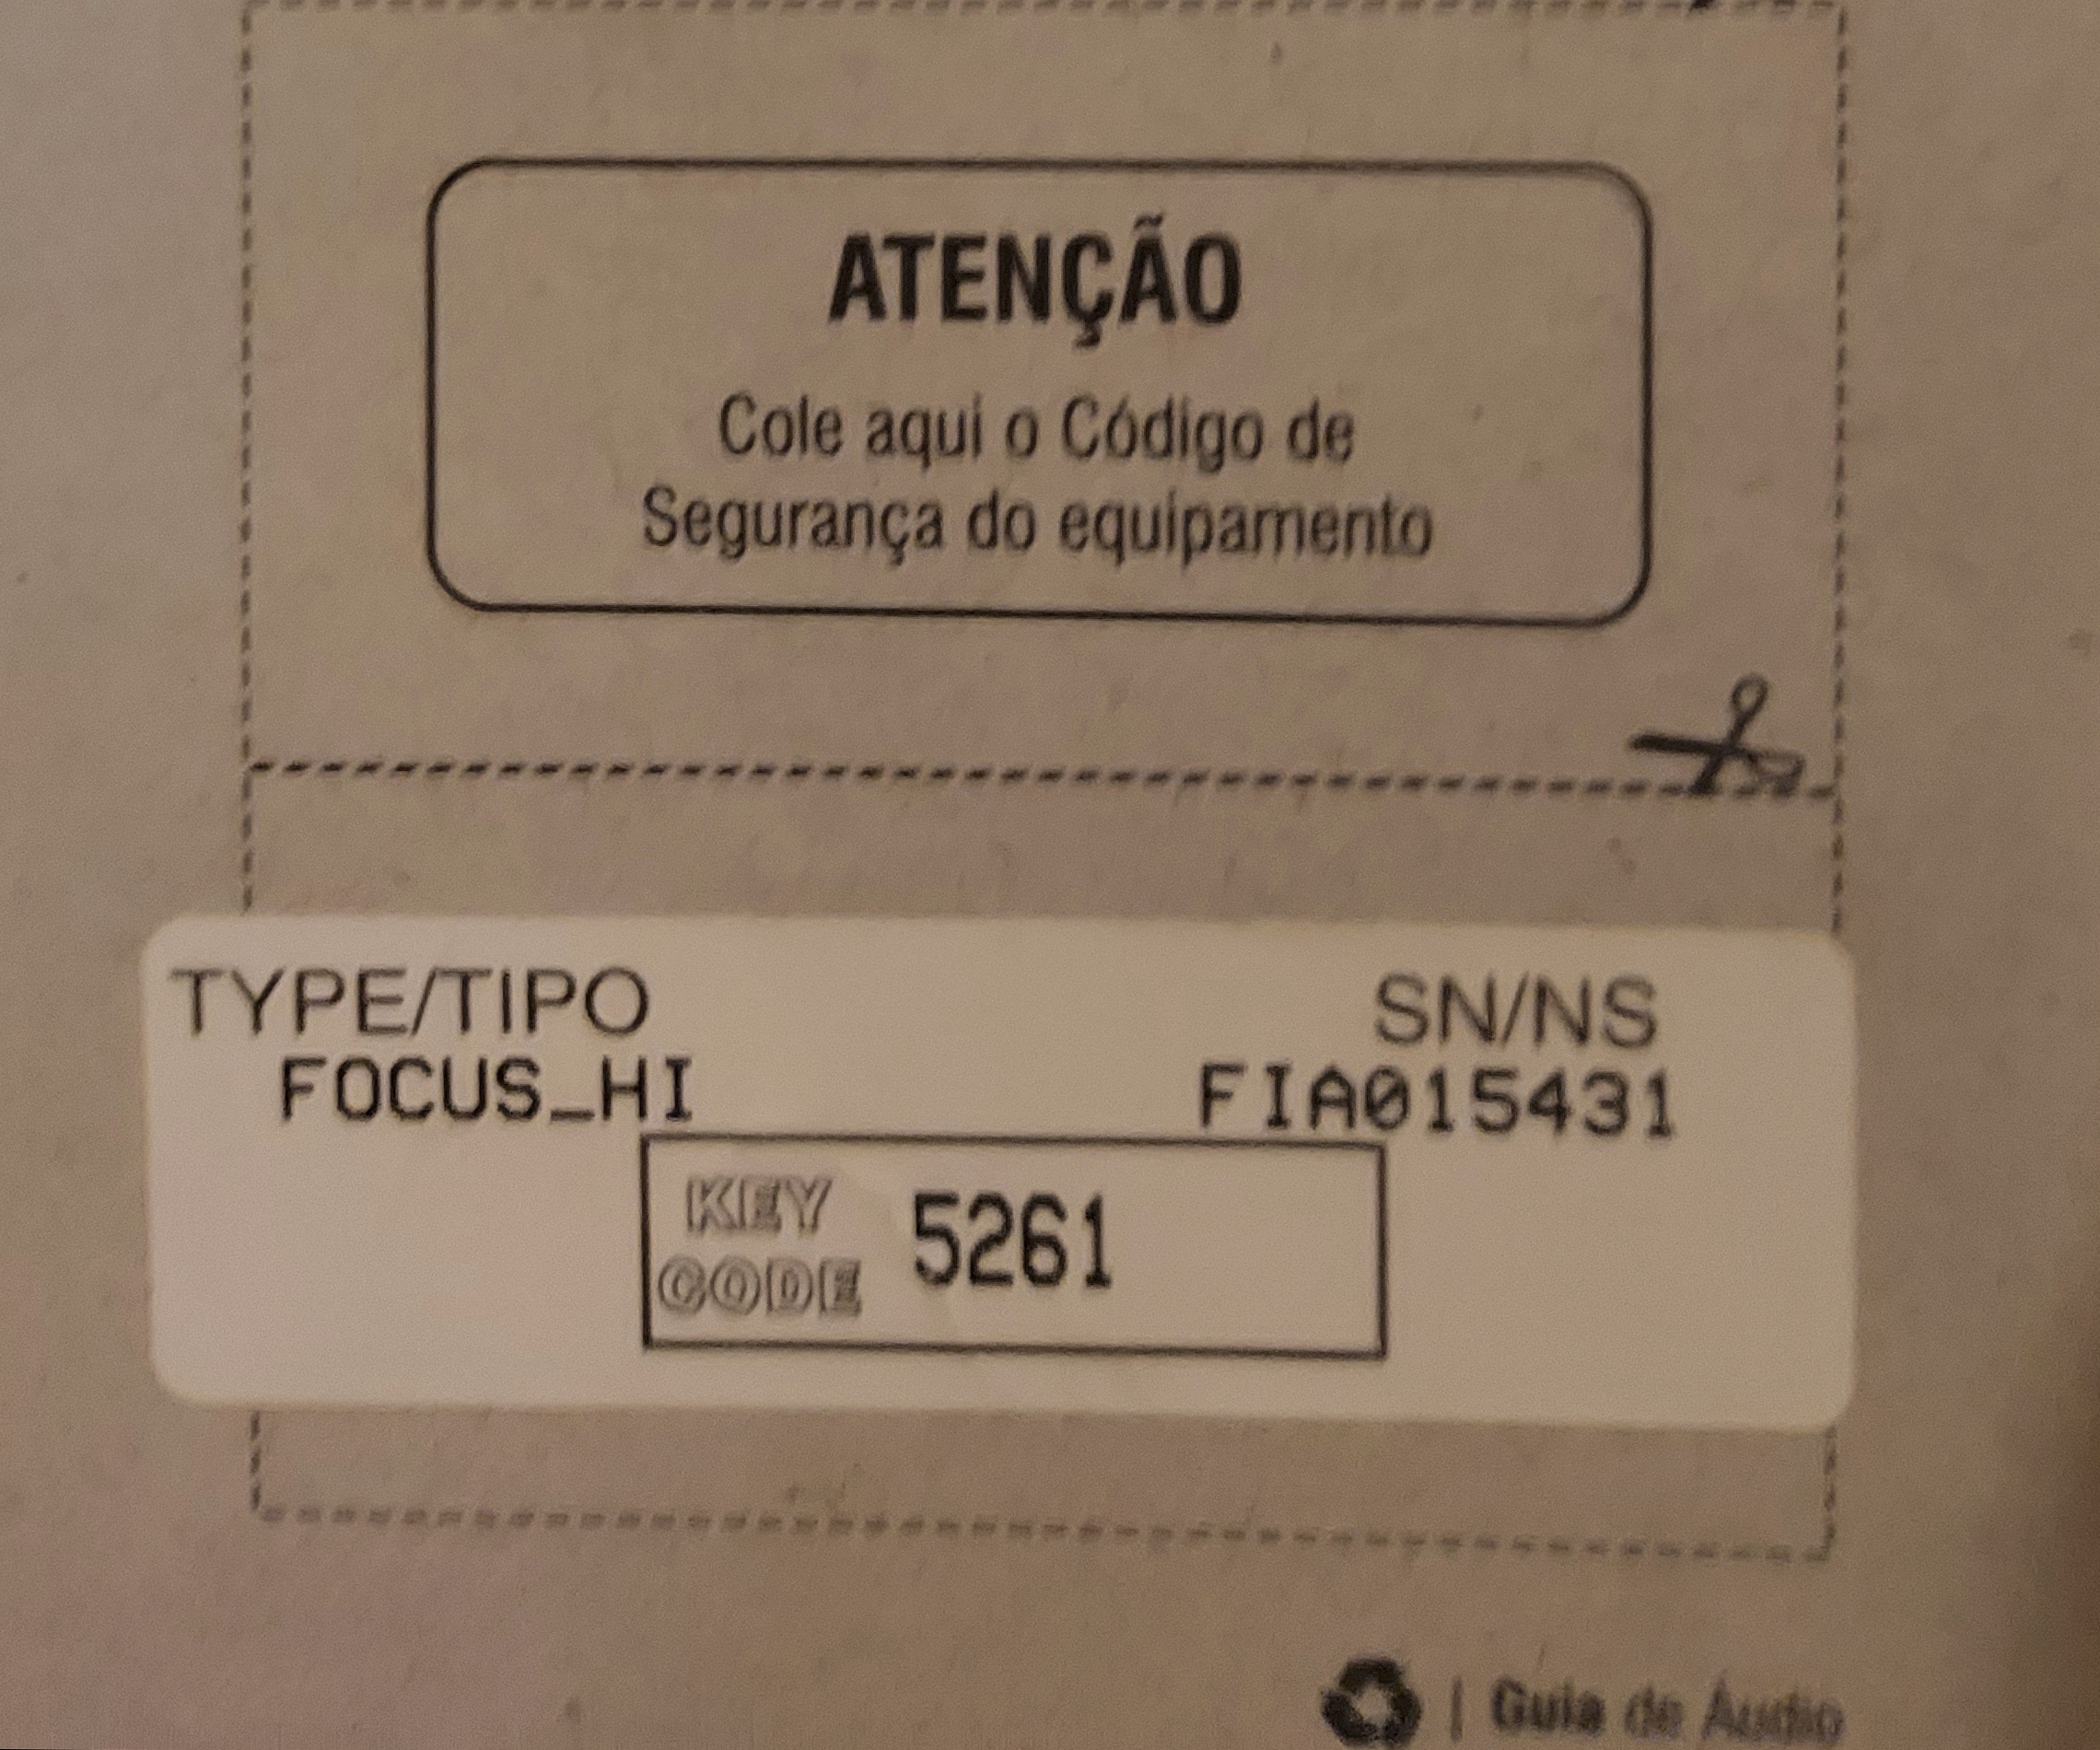 ATENÇÃO
Cole aqui o Código de
Segurança do equipamento
TYPE/TIPO SN/NS
FOCUS_HI FIA015431
KEY CODE 5261
| Guia de Áudio